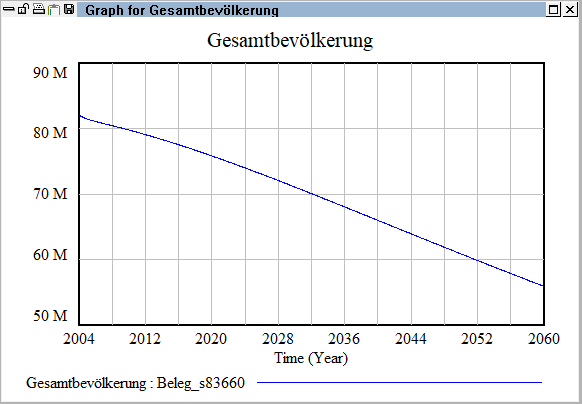 Graph for Gesamtbevölkerung
Gesamtbevölkerung
90 M
80 M
70 M
60 M
50 M
2004 2012 2020 2028 2036 2044 2052 2060
Time (Year)
Gesamtbevölkerung : Beleg_s83660